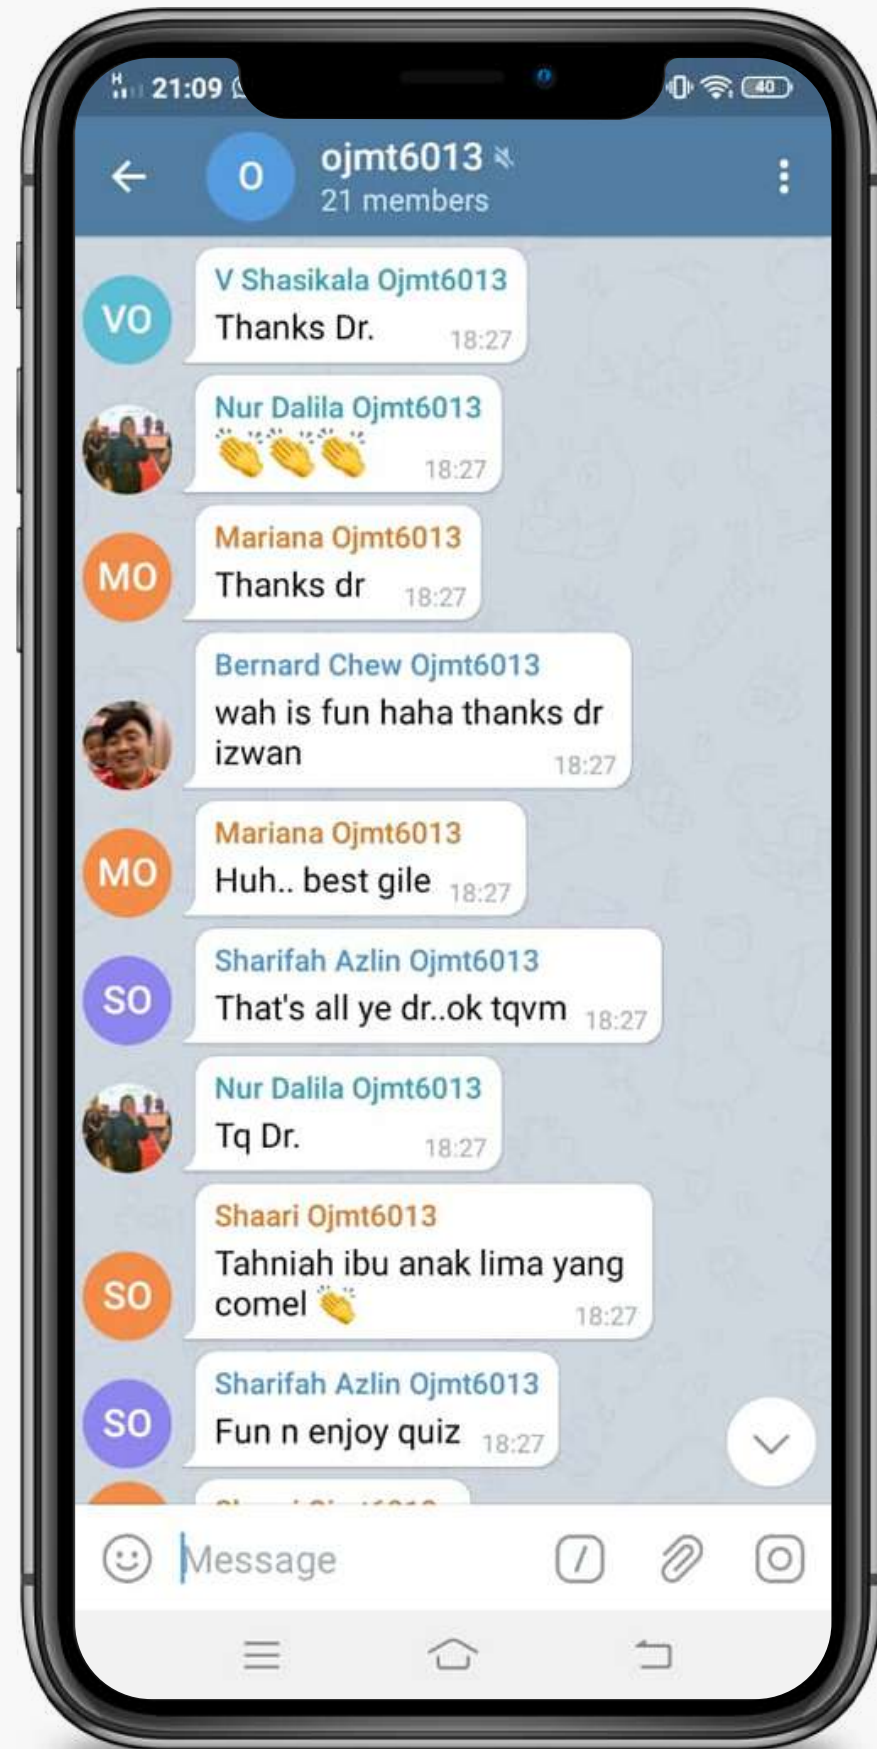 H
21:09
40
O
ojmt6013
21 members
VO
V Shasikala Ojmt6013
Thanks Dr.
18:27
Nur Dalila Ojmt6013
👏👏👏
18:27
MO
Mariana Ojmt6013
Thanks dr
18:27
Bernard Chew Ojmt6013
wah is fun haha thanks dr
izwan
18:27
MO
Mariana Ojmt6013
Huh.. best gile
18:27
SO
Sharifah Azlin Ojmt6013
That's all ye dr..ok tqvm
18:27
Nur Dalila Ojmt6013
Tq Dr.
18:27
SO
Shaari Ojmt6013
Tahniah ibu anak lima yang
comel 👏
18:27
SO
Sharifah Azlin Ojmt6013
Fun n enjoy quiz
18:27
Message